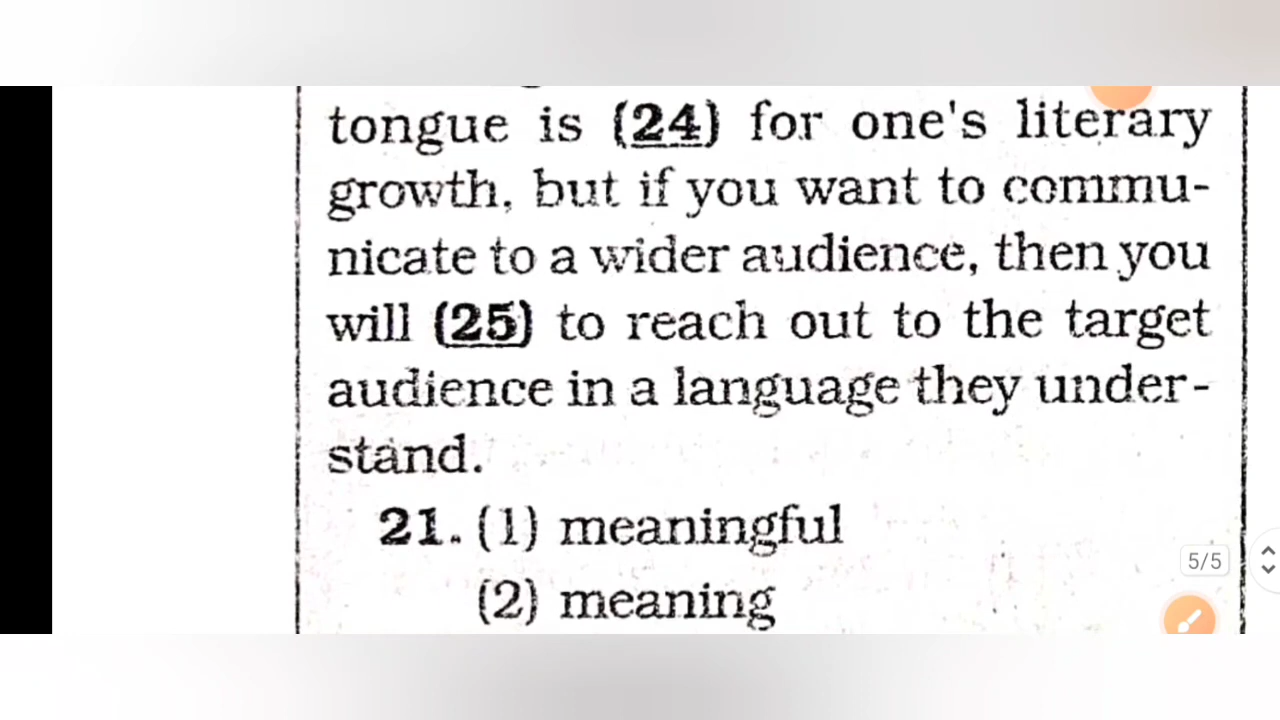 tongue is (24) for one's literary
growth, but if you want to commu-
nicate to a wider audience, then you
will (25) to reach out to the target
audience in a language they under-
stand.
21. (1) meaningful
(2) meaning
5/5